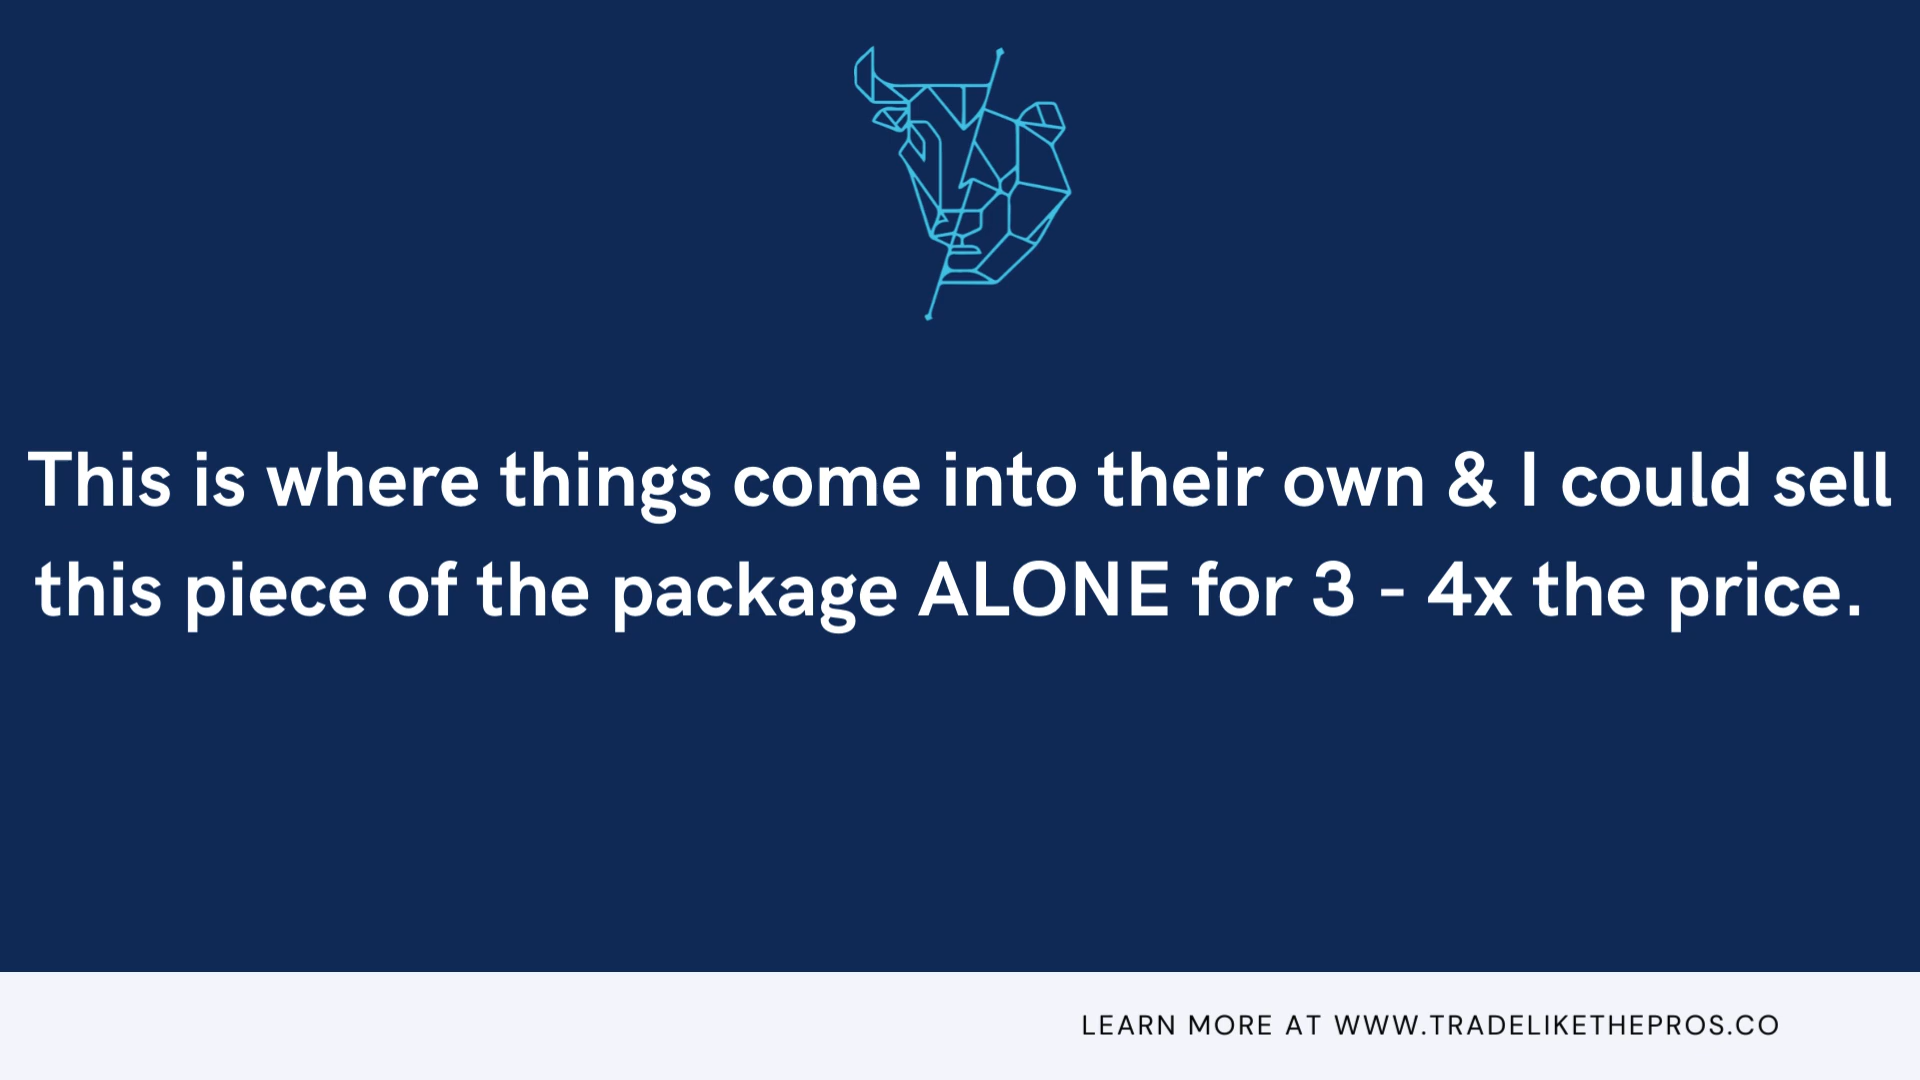 This is where things come into their own & I could sell
this piece of the package ALONE for 3 - 4x the price.
LEARN MORE AT WWW.TRADELIKETHEPROS.CO